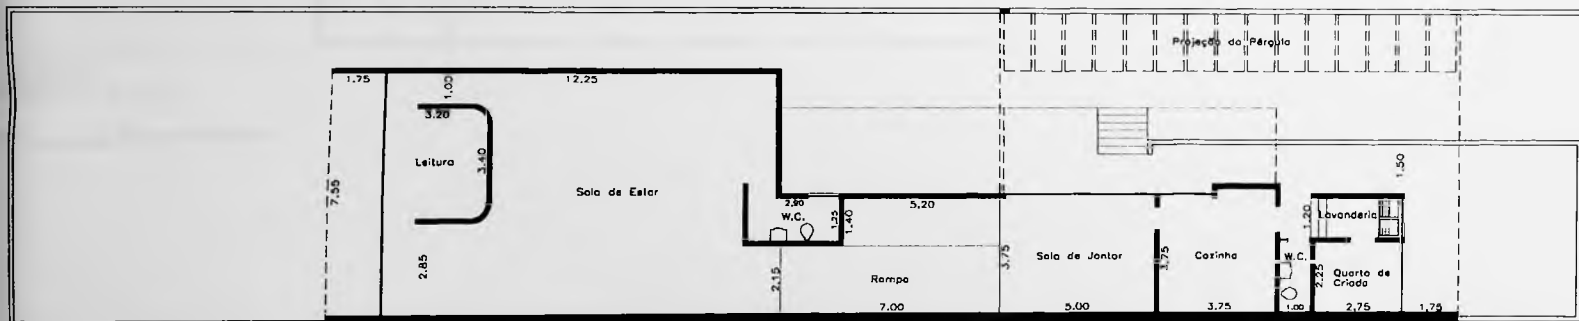 Projeção da Pérgula
1.75
12.25
1.00
3.20
Leitura
3.40
7.55
Sala de Estar
2.85
2.90
W.C.
1.25
1.40
5.20
2.15
Rampa
7.00
3.75
Sala de Jantar
5.00
3.75
Cozinha
3.75
W.C.
1.00
1.20
Lavanderia
1.50
2.25
Quarto de
Criada
2.75
1.75